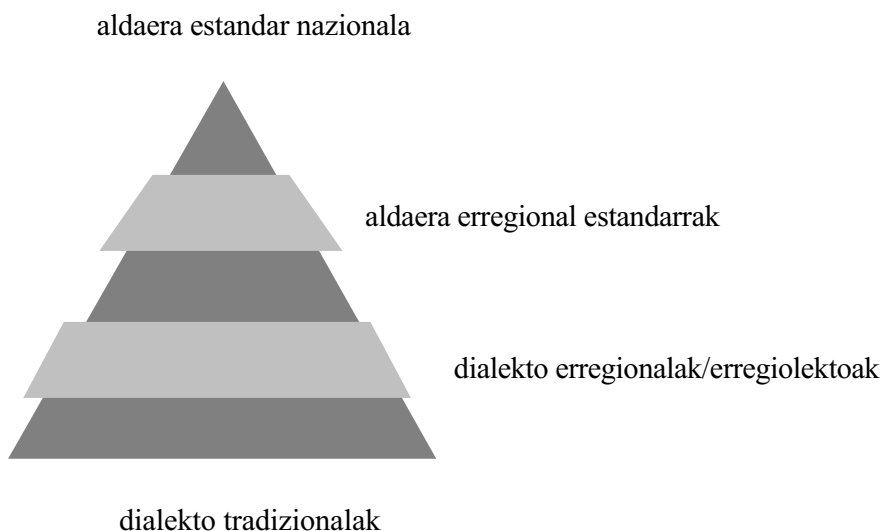 aldaera estandar nazionala
aldaera erregional estandarrak
dialekto erregionalak/erregiolektoak
dialekto tradizionalak